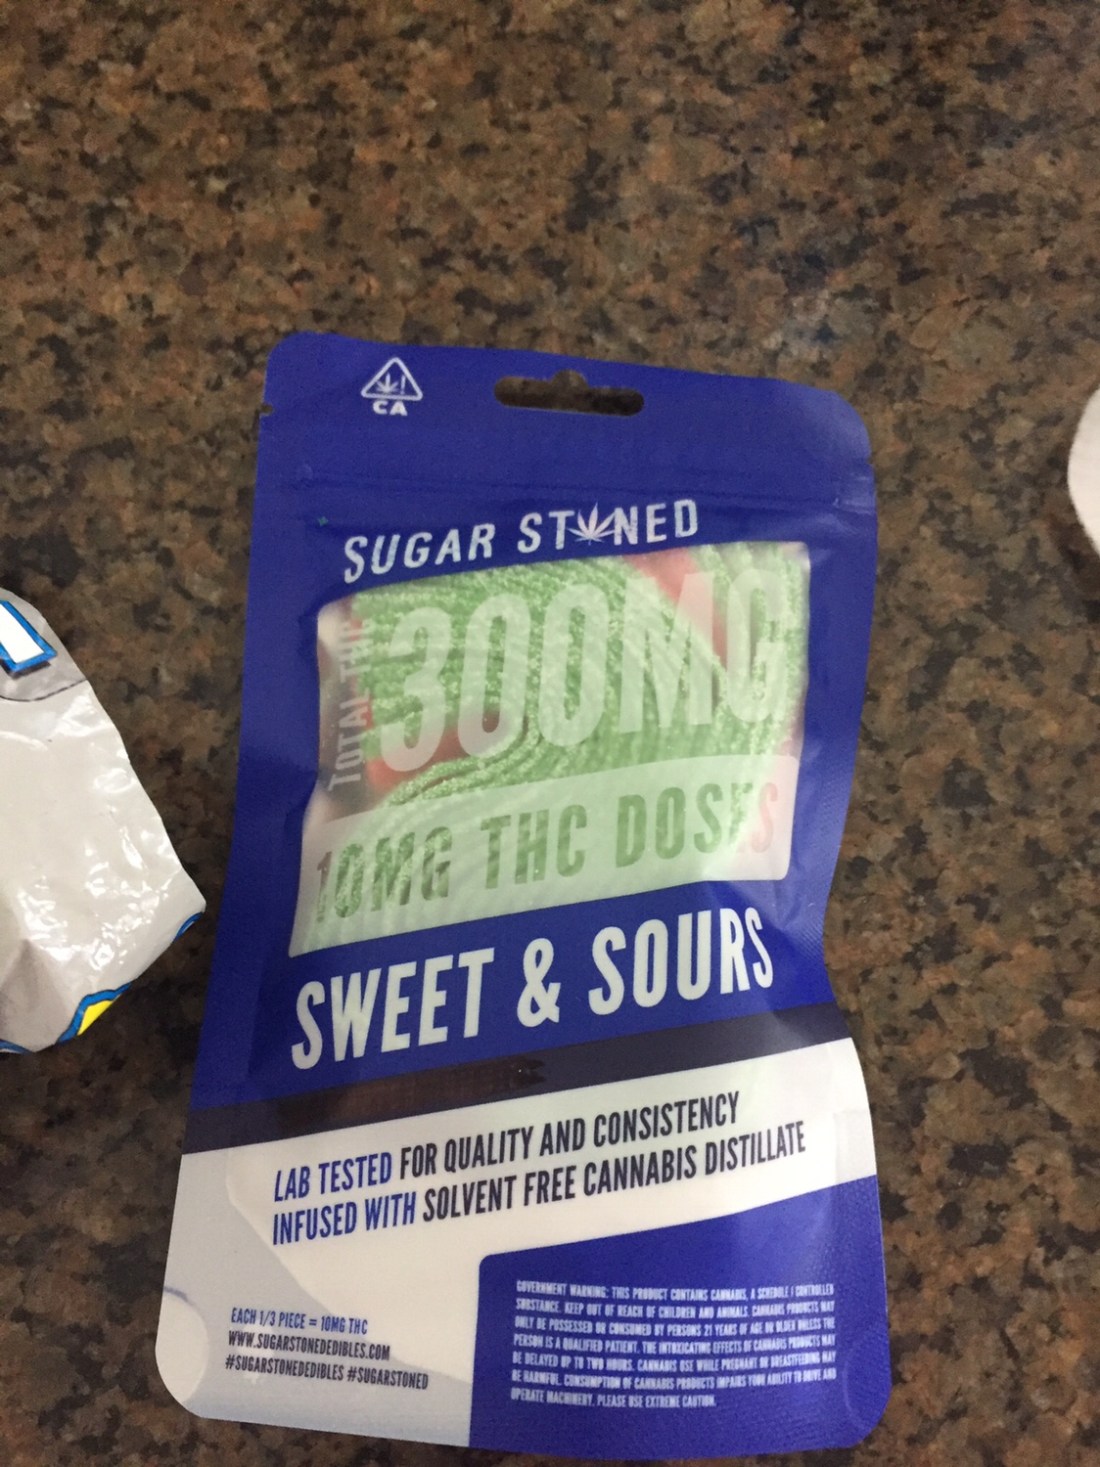 CA
SUGAR STONED
TOTAL THC
300MG
10MG THC DOSES
SWEET & SOURS
LAB TESTED FOR QUALITY AND CONSISTENCY
INFUSED WITH SOLVENT FREE CANNABIS DISTILLATE
EACH 1/3 PIECE = 10MG THC
WWW.SUGARSTONEDEDIBLES.COM
#SUGARSTONEDEDIBLES #SUGARSTONED
GOVERNMENT WARNING: THIS PRODUCT CONTAINS CANNABIS, A SCHEDULE I CONTROLLED
SUBSTANCE. KEEP OUT OF REACH OF CHILDREN AND ANIMALS. CANNABIS PRODUCTS MAY
ONLY BE POSSESSED OR CONSUMED BY PERSONS 21 YEARS OF AGE OR OLDER UNLESS THE
PERSON IS A QUALIFIED PATIENT. THE INTOXICATING EFFECTS OF CANNABIS PRODUCTS MAY
BE DELAYED UP TO TWO HOURS. CANNABIS USE WHILE PREGNANT OR BREASTFEEDING MAY
BE HARMFUL. CONSUMPTION OF CANNABIS PRODUCTS IMPAIRS YOUR ABILITY TO DRIVE AND
OPERATE MACHINERY. PLEASE USE EXTREME CAUTION.